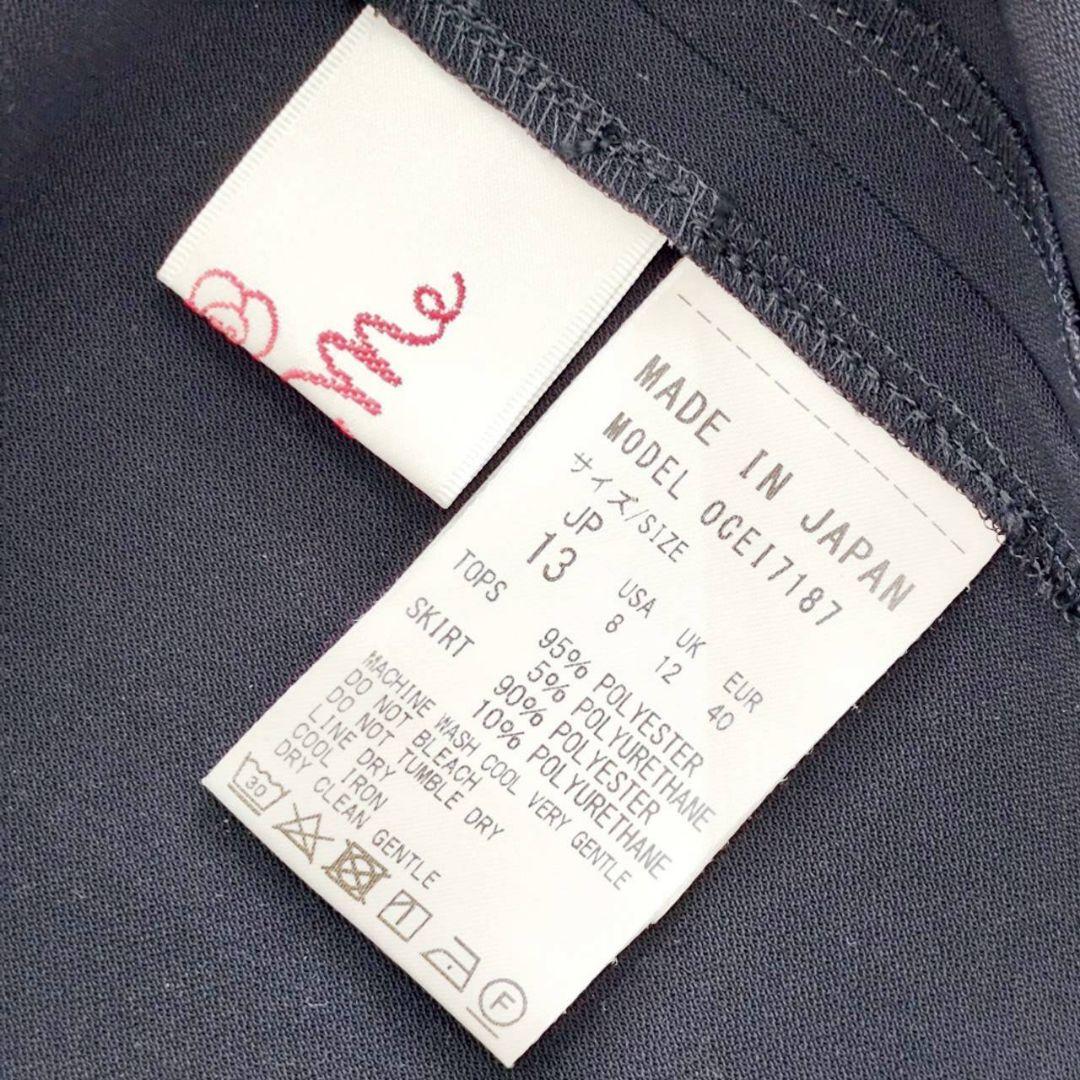 me
MADE IN JAPAN
MODEL OCEI7187
サイズ/SIZE
JP USA UK EUR
13 8 12 40
TOPS 95% POLYESTER
5% POLYURETHANE
SKIRT 90% POLYESTER
10% POLYURETHANE
MACHINE WASH COOL VERY GENTLE
DO NOT BLEACH
DO NOT TUMBLE DRY
LINE DRY
COOL IRON
DRY CLEAN GENTLE
30
F